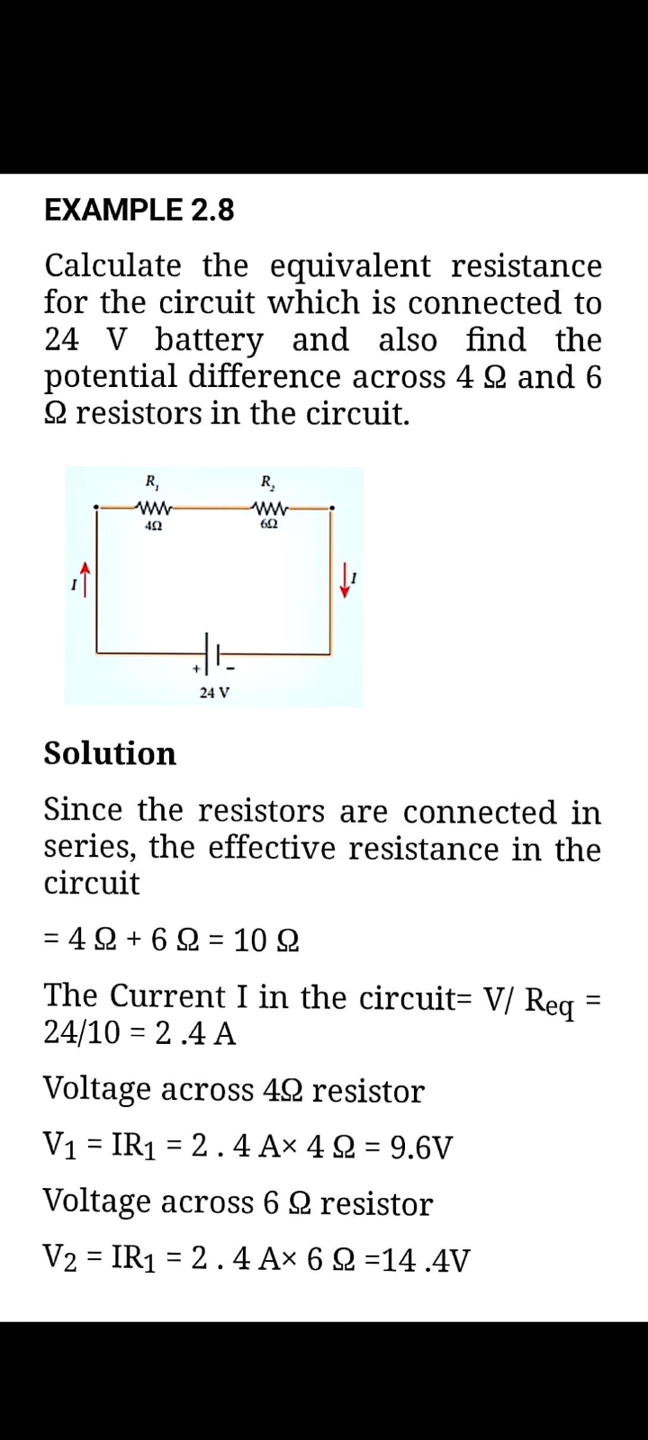 EXAMPLE 2.8
Calculate the equivalent resistance
for the circuit which is connected to
24 V battery and also find the
potential difference across 4 Ω and 6
Ω resistors in the circuit.
R₁ R₂
4Ω 6Ω
I I
+ -
24 V
Solution
Since the resistors are connected in
series, the effective resistance in the
circuit
= 4 Ω + 6 Ω = 10 Ω
The Current I in the circuit= V/ Req =
24/10 = 2 .4 A
Voltage across 4Ω resistor
V₁ = IR₁ = 2 . 4 A× 4 Ω = 9.6V
Voltage across 6 Ω resistor
V₂ = IR₁ = 2 . 4 A× 6 Ω =14 .4V